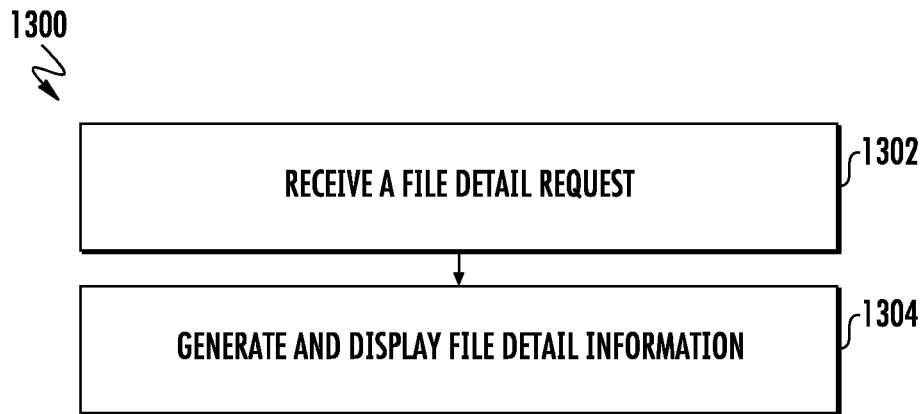 1300
RECEIVE A FILE DETAIL REQUEST
1302
GENERATE AND DISPLAY FILE DETAIL INFORMATION
1304